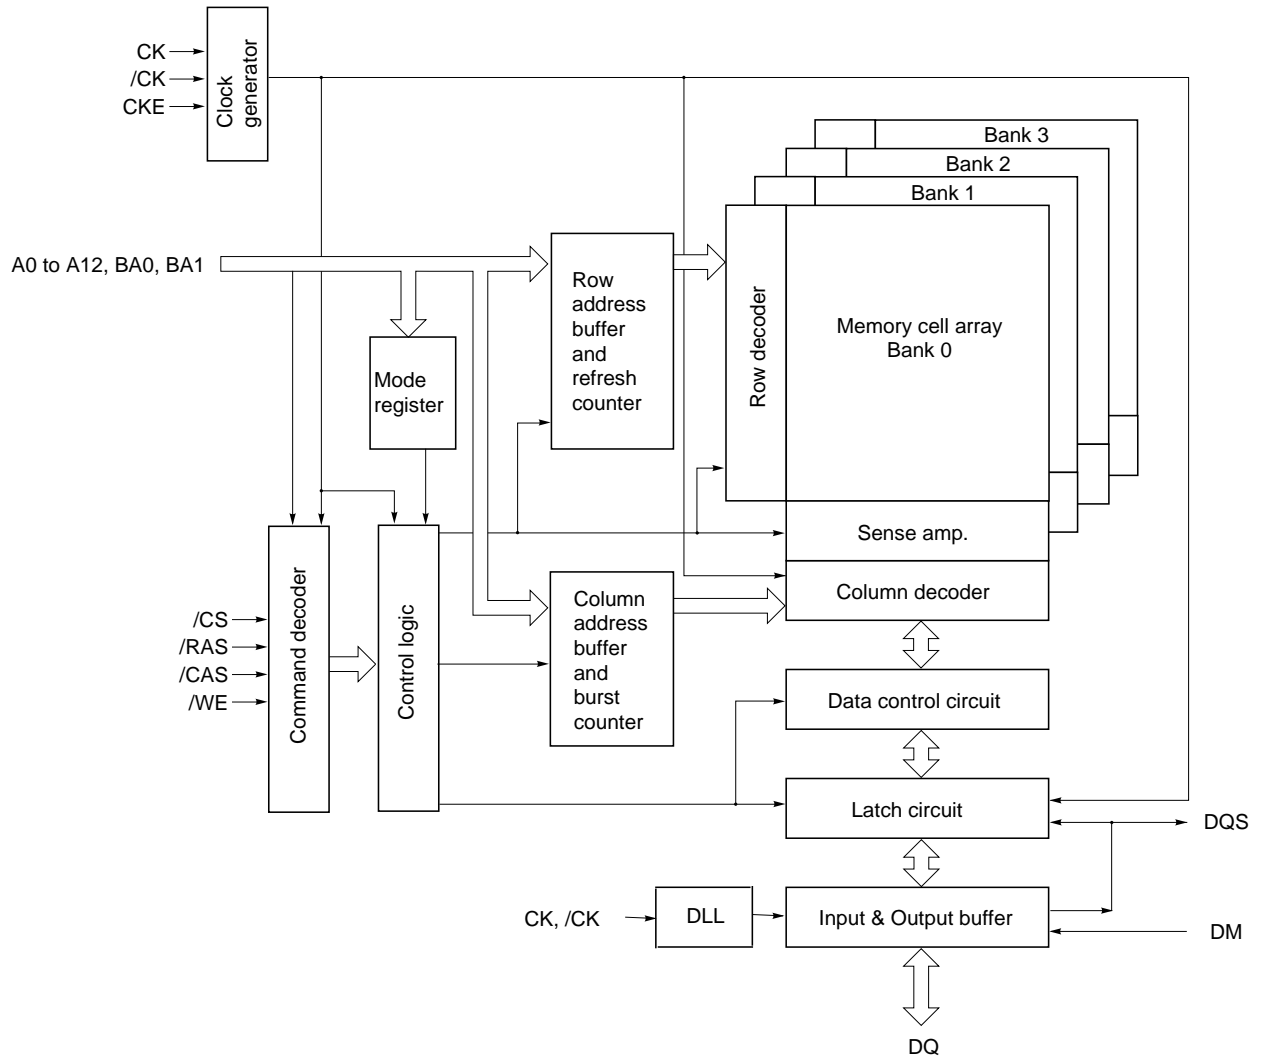 CK
/CK
CKE
Clock
generator
Bank 3
Bank 2
Bank 1
A0 to A12, BA0, BA1
Row
address
buffer
and
refresh
counter
Row decoder
Memory cell array
Bank 0
Mode
register
Sense amp.
Column decoder
Command decoder
Control logic
Column
address
buffer
and
burst
counter
/CS
/RAS
/CAS
/WE
Data control circuit
Latch circuit
DQS
CK, /CK
DLL
Input & Output buffer
DM
DQ